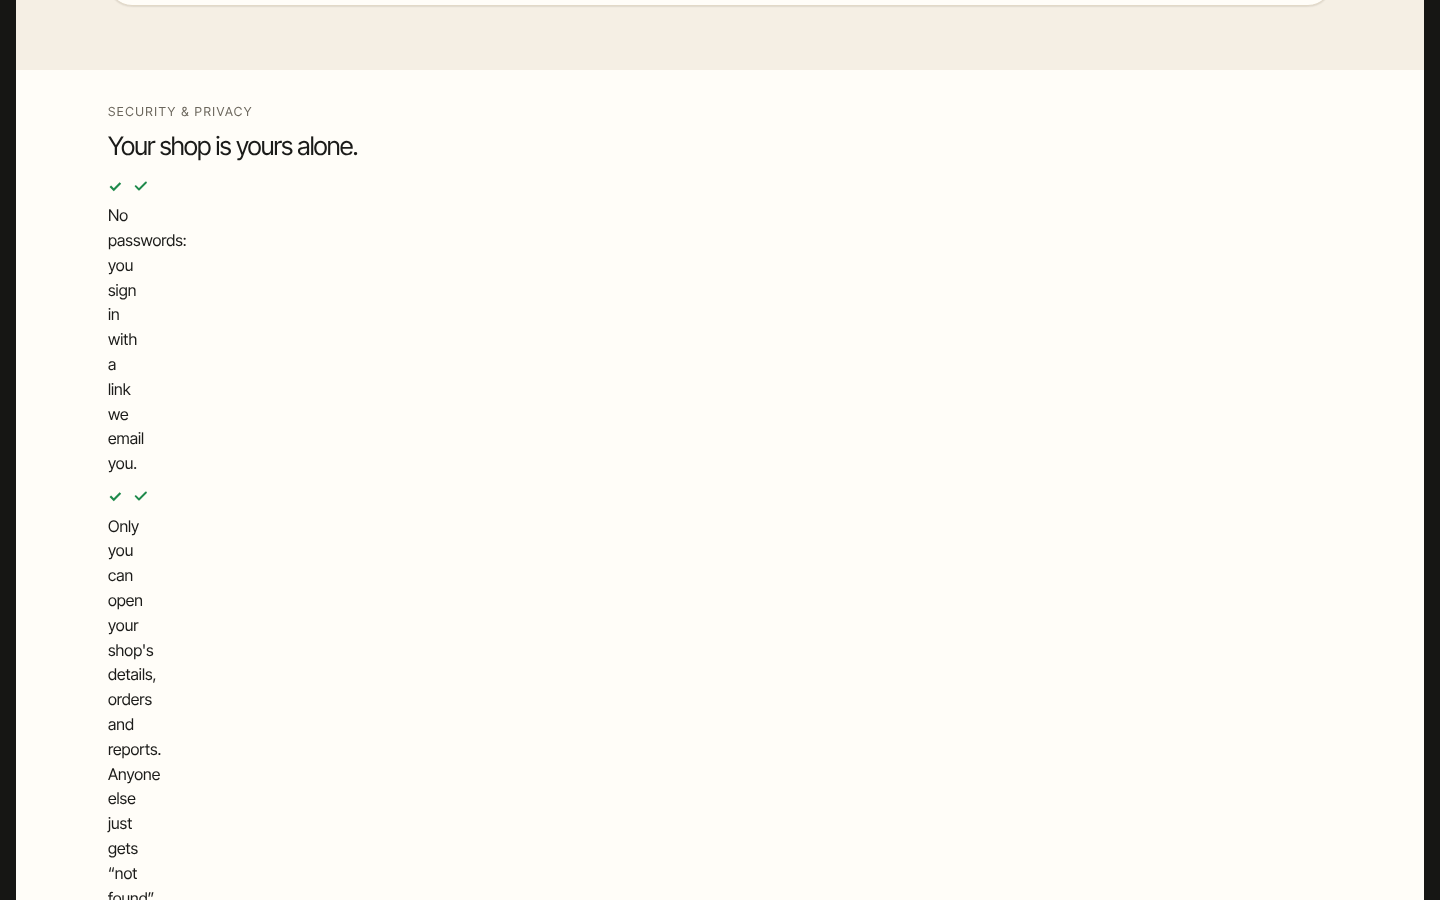 SECURITY & PRIVACY
Your shop is yours alone.
No
passwords:
you
sign
in
with
a
link
we
email
you.
Only
you
can
open
your
shop's
details,
orders
and
reports.
Anyone
else
just
gets
“not
found”